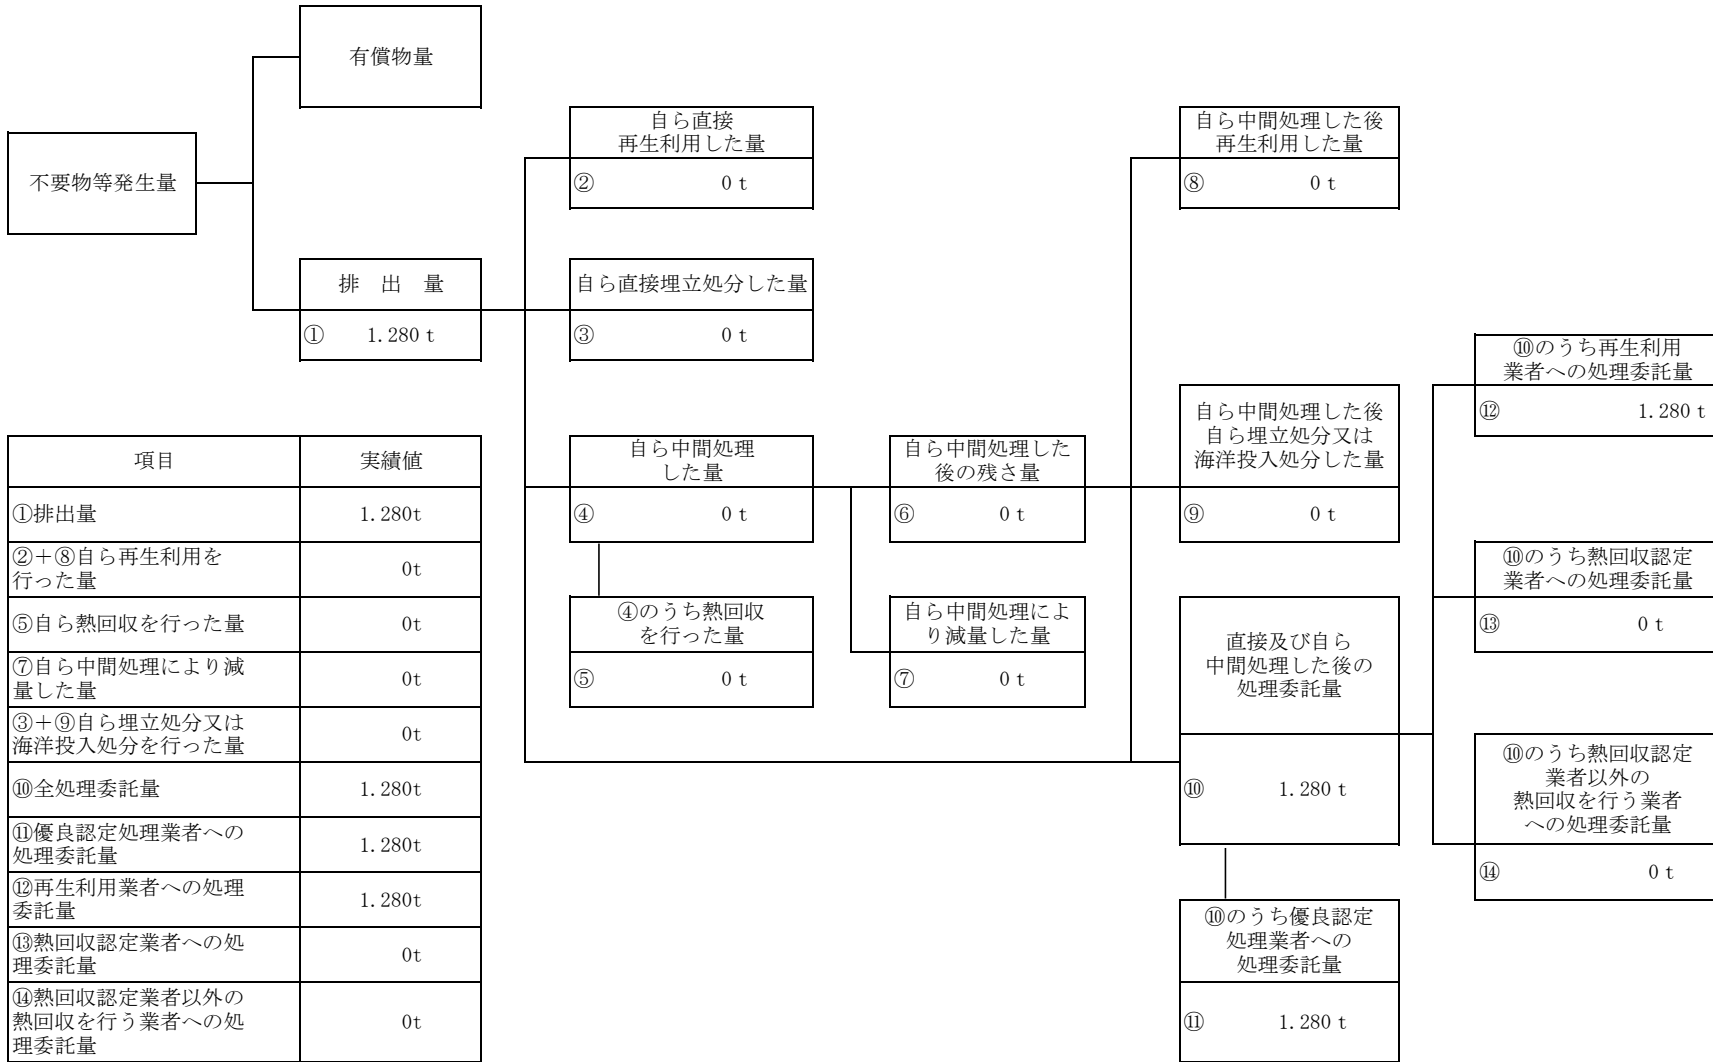 有償物量
不要物等発生量
排　出　量
① 1.280 t
自ら直接
再生利用した量
② 0 t
自ら直接埋立処分した量
③ 0 t
自ら中間処理
した量
④ 0 t
④のうち熱回収
を行った量
⑤ 0 t
自ら中間処理した
後の残さ量
⑥ 0 t
自ら中間処理によ
り減量した量
⑦ 0 t
自ら中間処理した後
再生利用した量
⑧ 0 t
自ら中間処理した後
自ら埋立処分又は
海洋投入処分した量
⑨ 0 t
直接及び自ら
中間処理した後の
処理委託量
⑩ 1.280 t
⑩のうち優良認定
処理業者への
処理委託量
⑪ 1.280 t
⑩のうち再生利用
業者への処理委託量
⑫ 1.280 t
⑩のうち熱回収認定
業者への処理委託量
⑬ 0 t
⑩のうち熱回収認定
業者以外の
熱回収を行う業者
への処理委託量
⑭ 0 t
項目 実績値
①排出量 1.280t
②＋⑧自ら再生利用を
行った量 0t
⑤自ら熱回収を行った量 0t
⑦自ら中間処理により減
量した量 0t
③＋⑨自ら埋立処分又は
海洋投入処分を行った量 0t
⑩全処理委託量 1.280t
⑪優良認定処理業者への
処理委託量 1.280t
⑫再生利用業者への処理
委託量 1.280t
⑬熱回収認定業者への処
理委託量 0t
⑭熱回収認定業者以外の
熱回収を行う業者への処
理委託量 0t